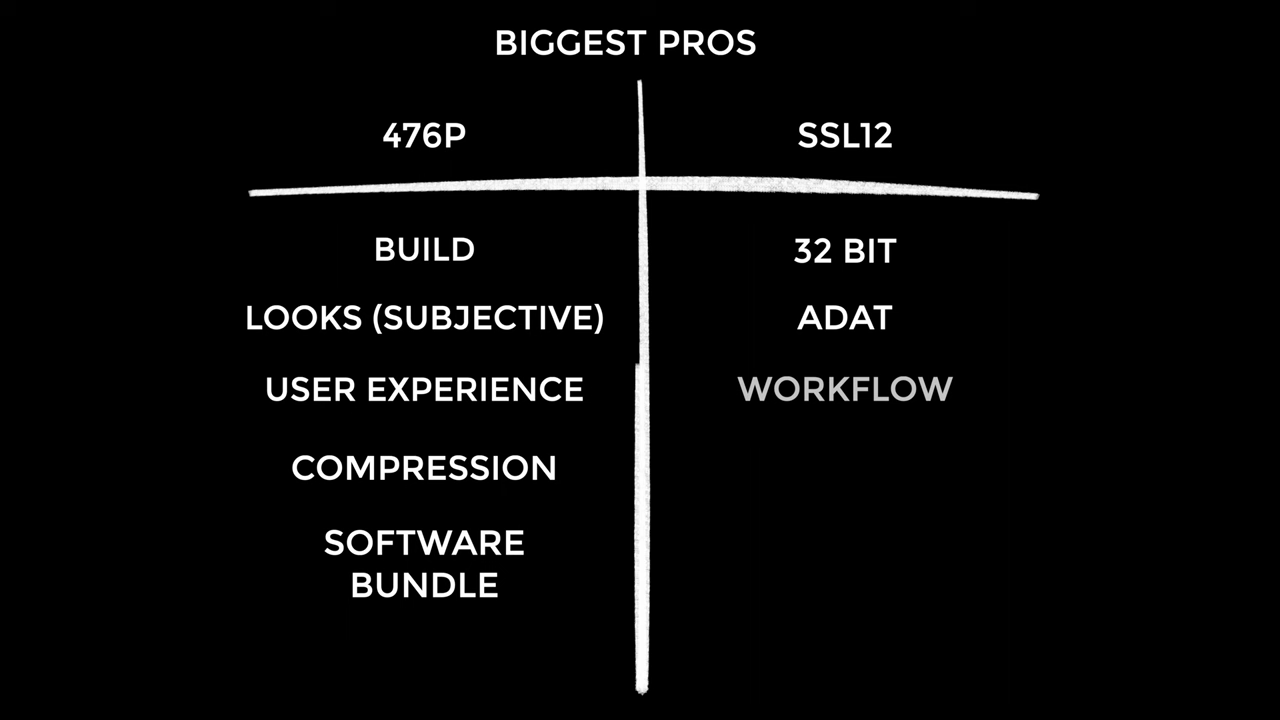 BIGGEST PROS
476P
SSL12
BUILD
32 BIT
LOOKS (SUBJECTIVE)
ADAT
USER EXPERIENCE
WORKFLOW
COMPRESSION
SOFTWARE
BUNDLE